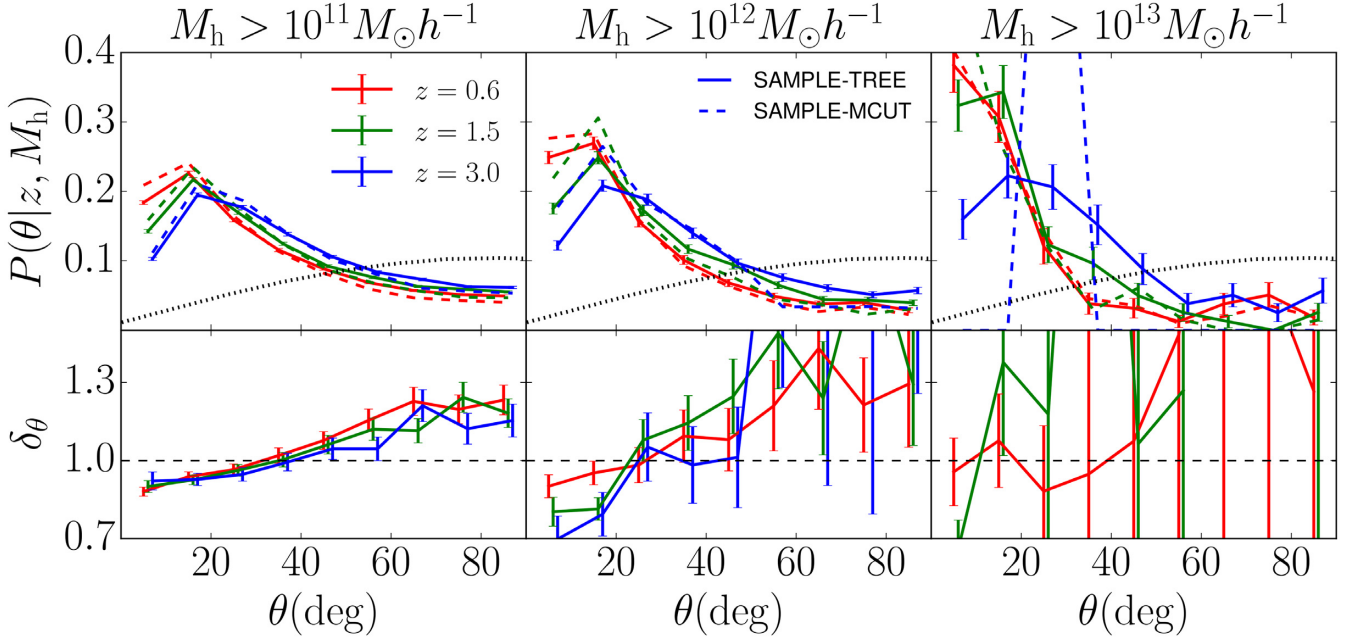 M_h > 10^{11} M_⊙ h^{-1}
M_h > 10^{12} M_⊙ h^{-1}
M_h > 10^{13} M_⊙ h^{-1}
P(θ|z, M_h)
0.4
0.3
0.2
0.1
z = 0.6
z = 1.5
z = 3.0
SAMPLE-TREE
SAMPLE-MCUT
δ_θ
1.3
1.0
0.7
20 40 60 80
20 40 60 80
20 40 60 80
θ(deg)
θ(deg)
θ(deg)